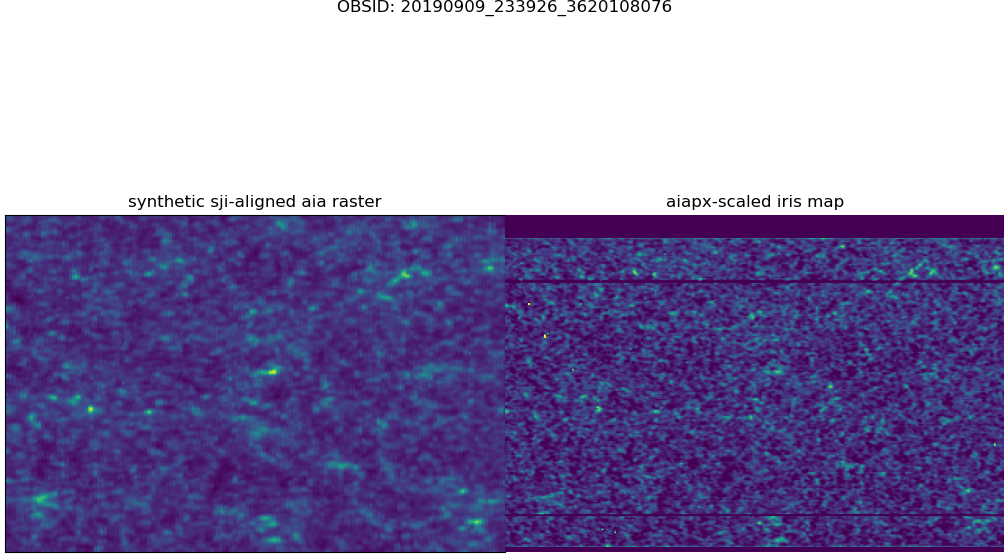 OBSID: 20190909_233926_3620108076
synthetic sji-aligned aia raster
aiapx-scaled iris map